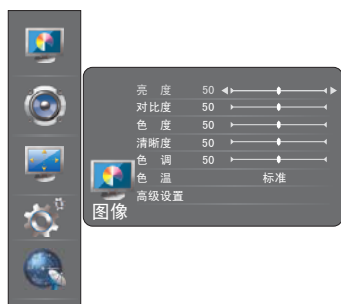 亮 度 50
对比度 50
色 度 50
清晰度 50
色 调 50
色 温 标准
高级设置
图像